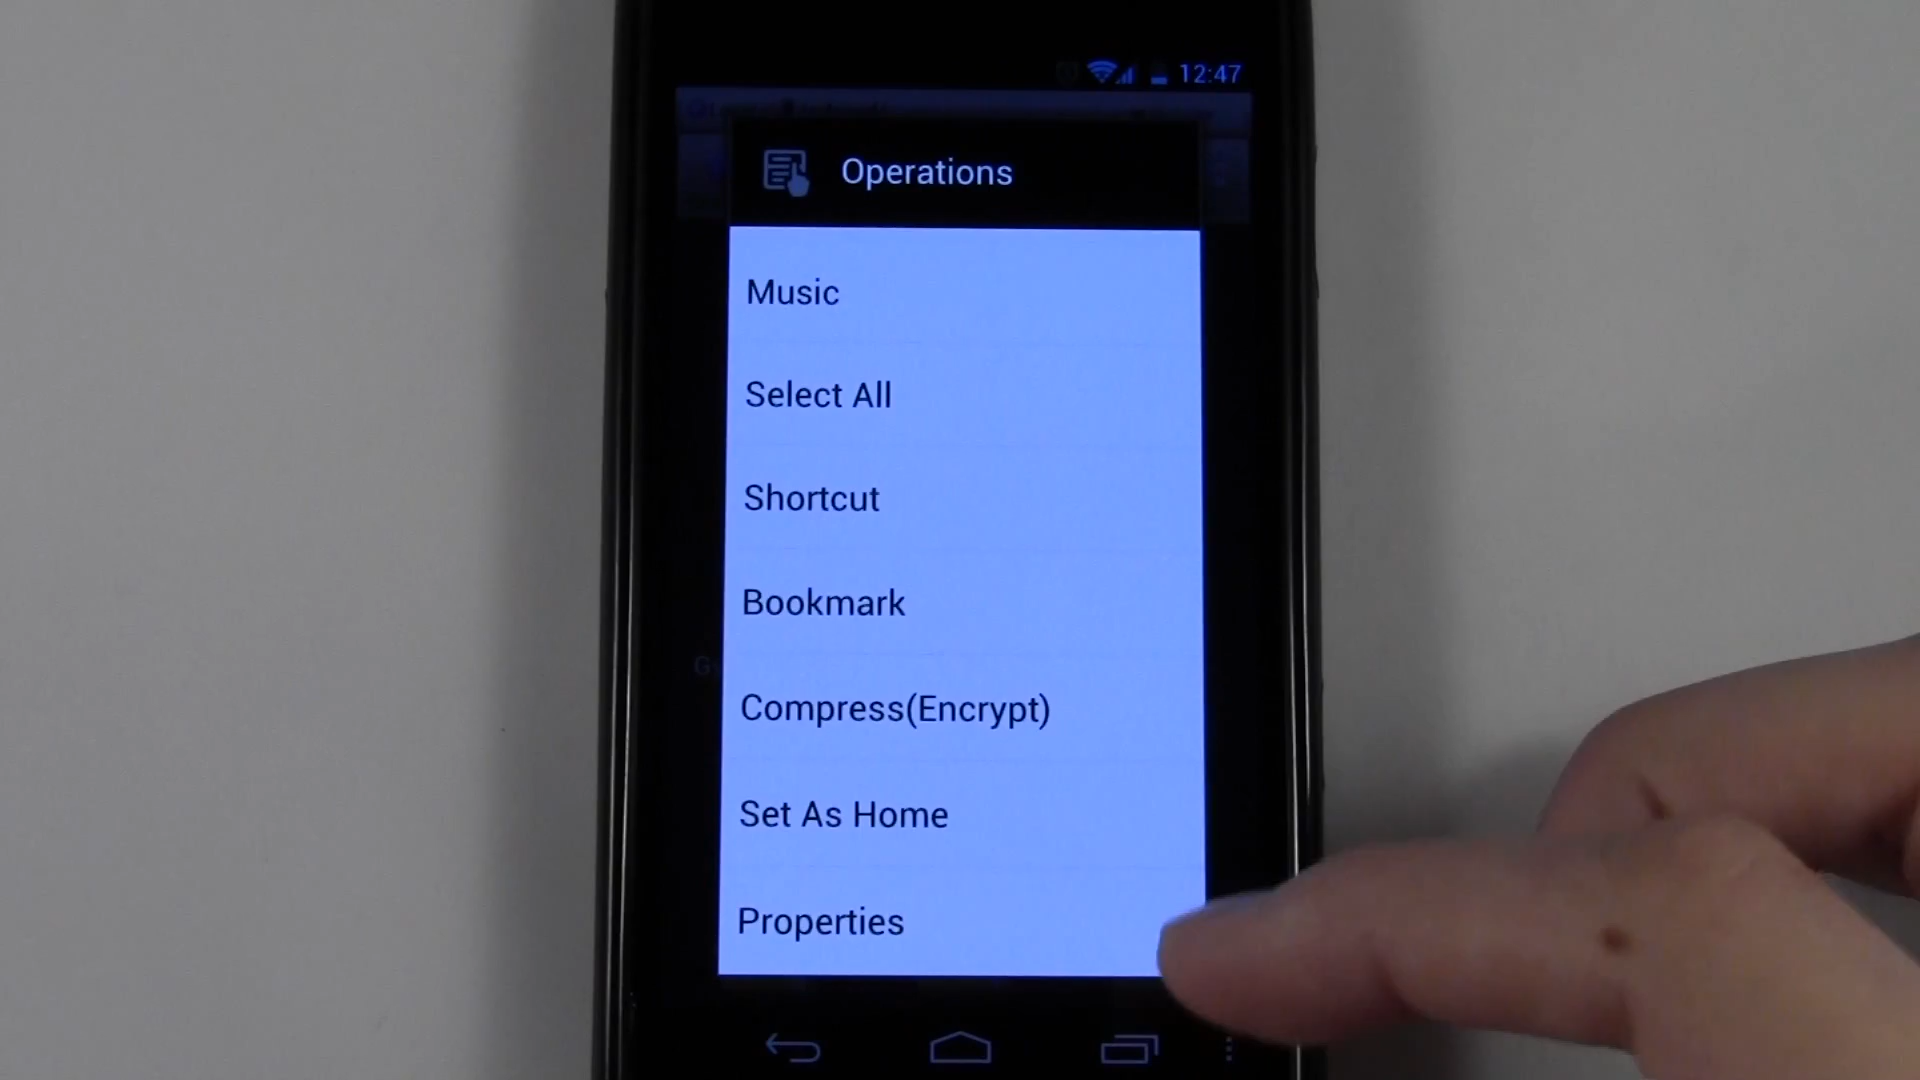 12:47
Operations
Music
Select All
Shortcut
Bookmark
Compress(Encrypt)
Set As Home
Properties